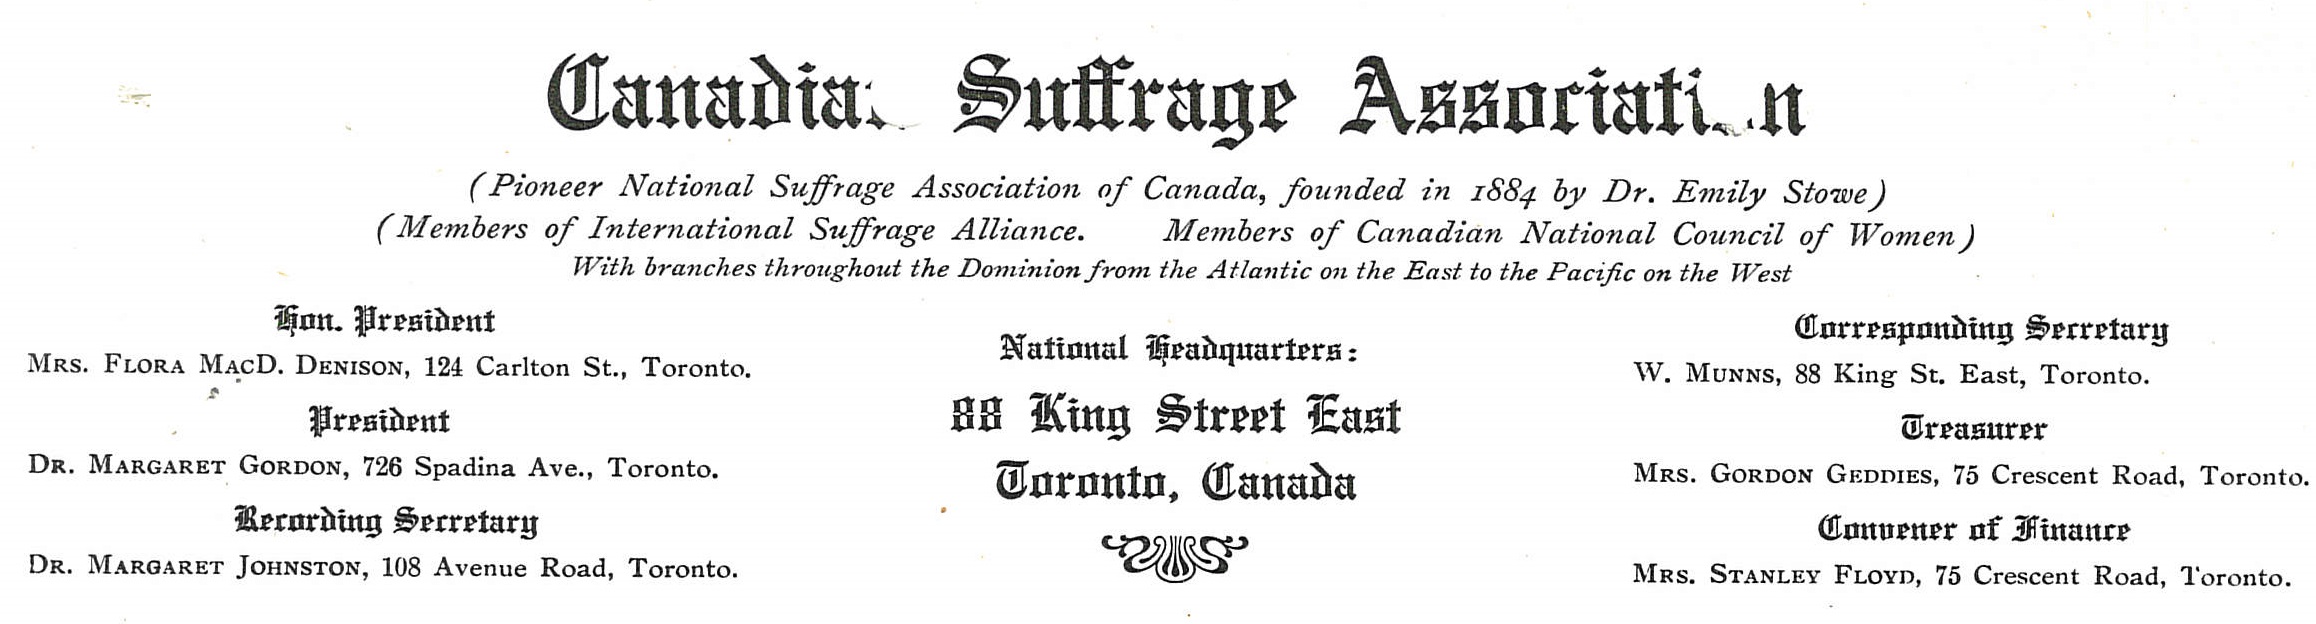 Canadian Suffrage Association
(Pioneer National Suffrage Association of Canada, founded in 1884 by Dr. Emily Stowe)
(Members of International Suffrage Alliance. Members of Canadian National Council of Women)
With branches throughout the Dominion from the Atlantic on the East to the Pacific on the West
Hon. President
MRS. FLORA MACD. DENISON, 124 Carlton St., Toronto.
President
DR. MARGARET GORDON, 726 Spadina Ave., Toronto.
Recording Secretary
DR. MARGARET JOHNSTON, 108 Avenue Road, Toronto.
National Headquarters:
88 King Street East
Toronto, Canada
Corresponding Secretary
W. MUNNS, 88 King St. East, Toronto.
Treasurer
MRS. GORDON GEDDIES, 75 Crescent Road, Toronto.
Convener of Finance
MRS. STANLEY FLOYD, 75 Crescent Road, Toronto.